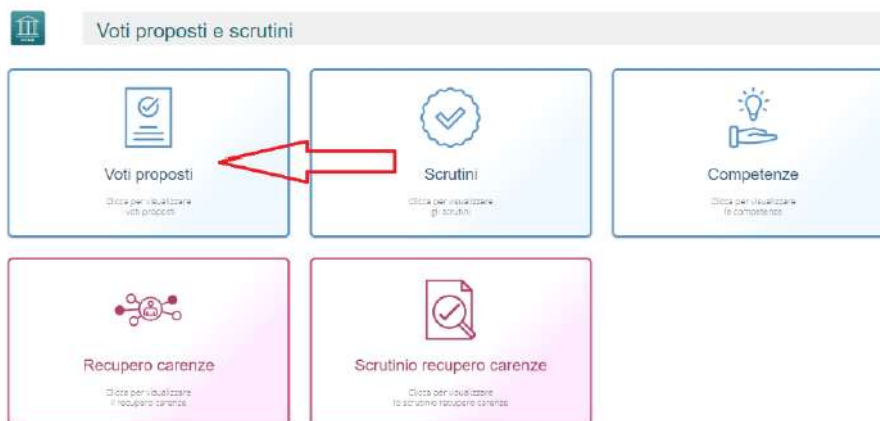 Voti proposti e scrutini
Voti proposti
Clicca per visualizzare
voti proposti
Scrutini
Clicca per visualizzare
gli scrutini
Competenze
Clicca per visualizzare
le competenze
Recupero carenze
Clicca per visualizzare
il recupero carenze
Scrutinio recupero carenze
Clicca per visualizzare
lo scrutinio recupero carenze